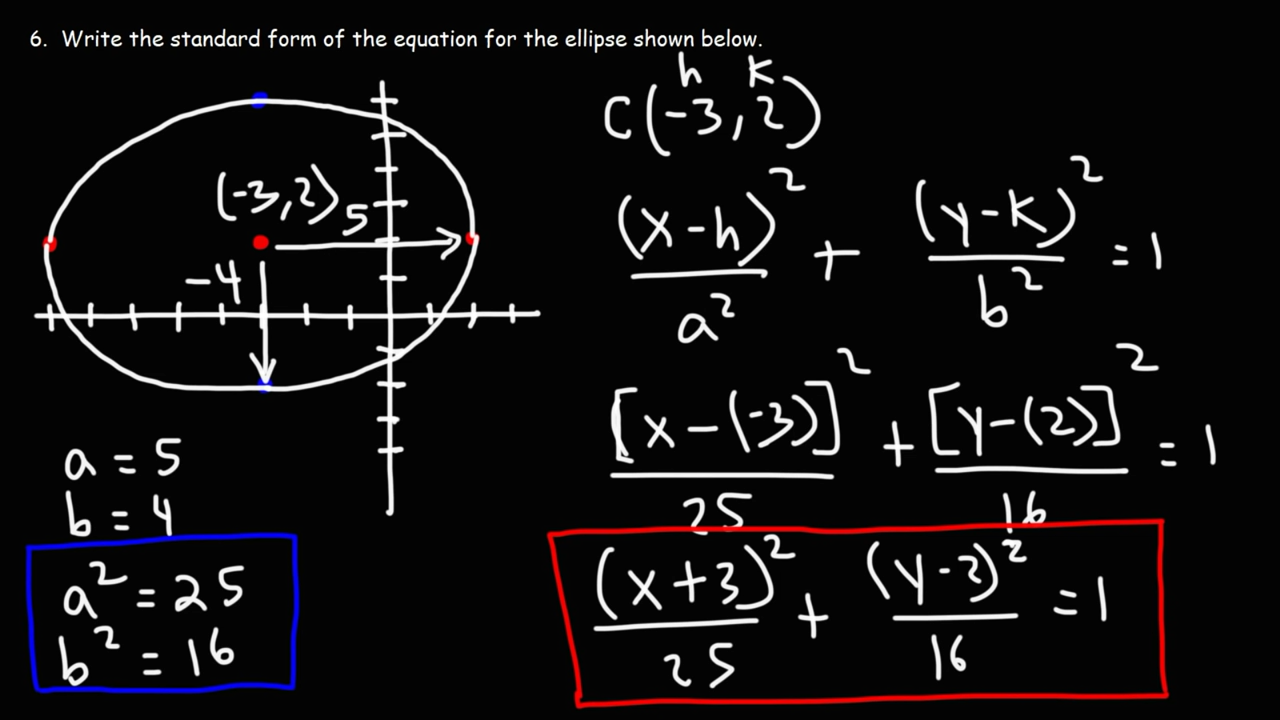 6. Write the standard form of the equation for the ellipse shown below.
h k
C(-3, 2)
(-3, 2)
5
-4
(x - h)² / a² + (y - k)² / b² = 1
[x - (-3)]² / 25 + [y - (2)]² / 16 = 1
a = 5
b = 4
a² = 25
b² = 16
(x + 3)² / 25 + (y - 3)² / 16 = 1